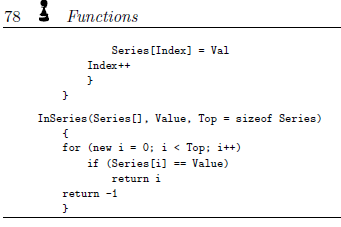 78 Functions
Series[Index] = Val
Index++
}
}
InSeries(Series[], Value, Top = sizeof Series)
{
for (new i = 0; i < Top; i++)
if (Series[i] == Value)
return i
return -1
}